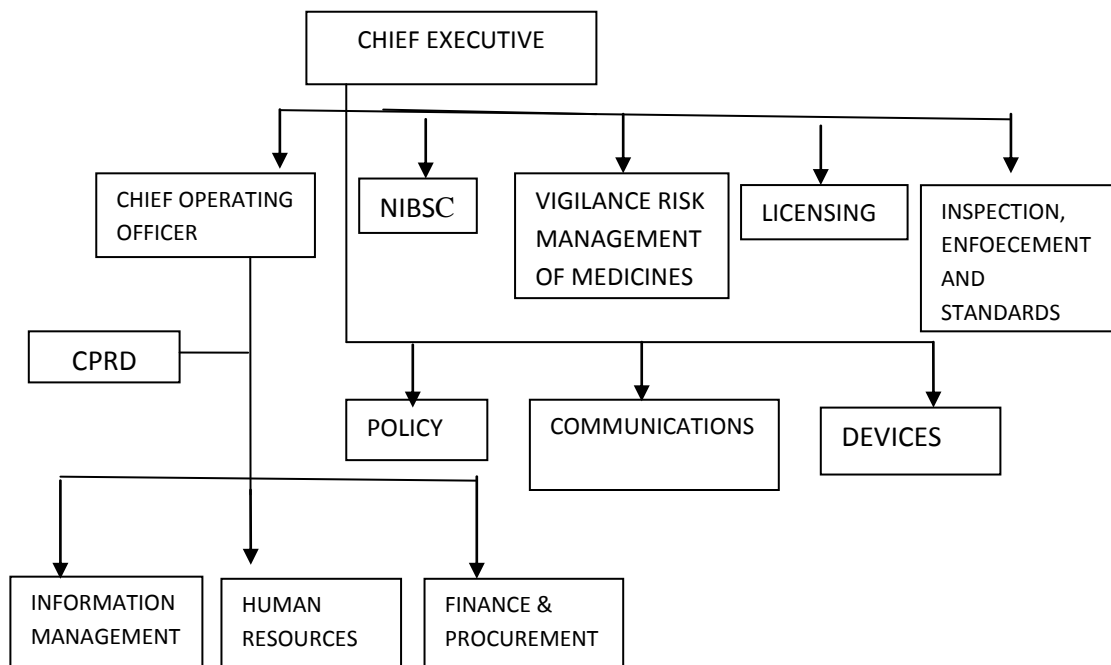 CHIEF EXECUTIVE
CHIEF OPERATING
OFFICER
NIBSC
VIGILANCE RISK
MANAGEMENT
OF MEDICINES
LICENSING
INSPECTION,
ENFOECEMENT
AND
STANDARDS
CPRD
POLICY
COMMUNICATIONS
DEVICES
INFORMATION
MANAGEMENT
HUMAN
RESOURCES
FINANCE &
PROCUREMENT